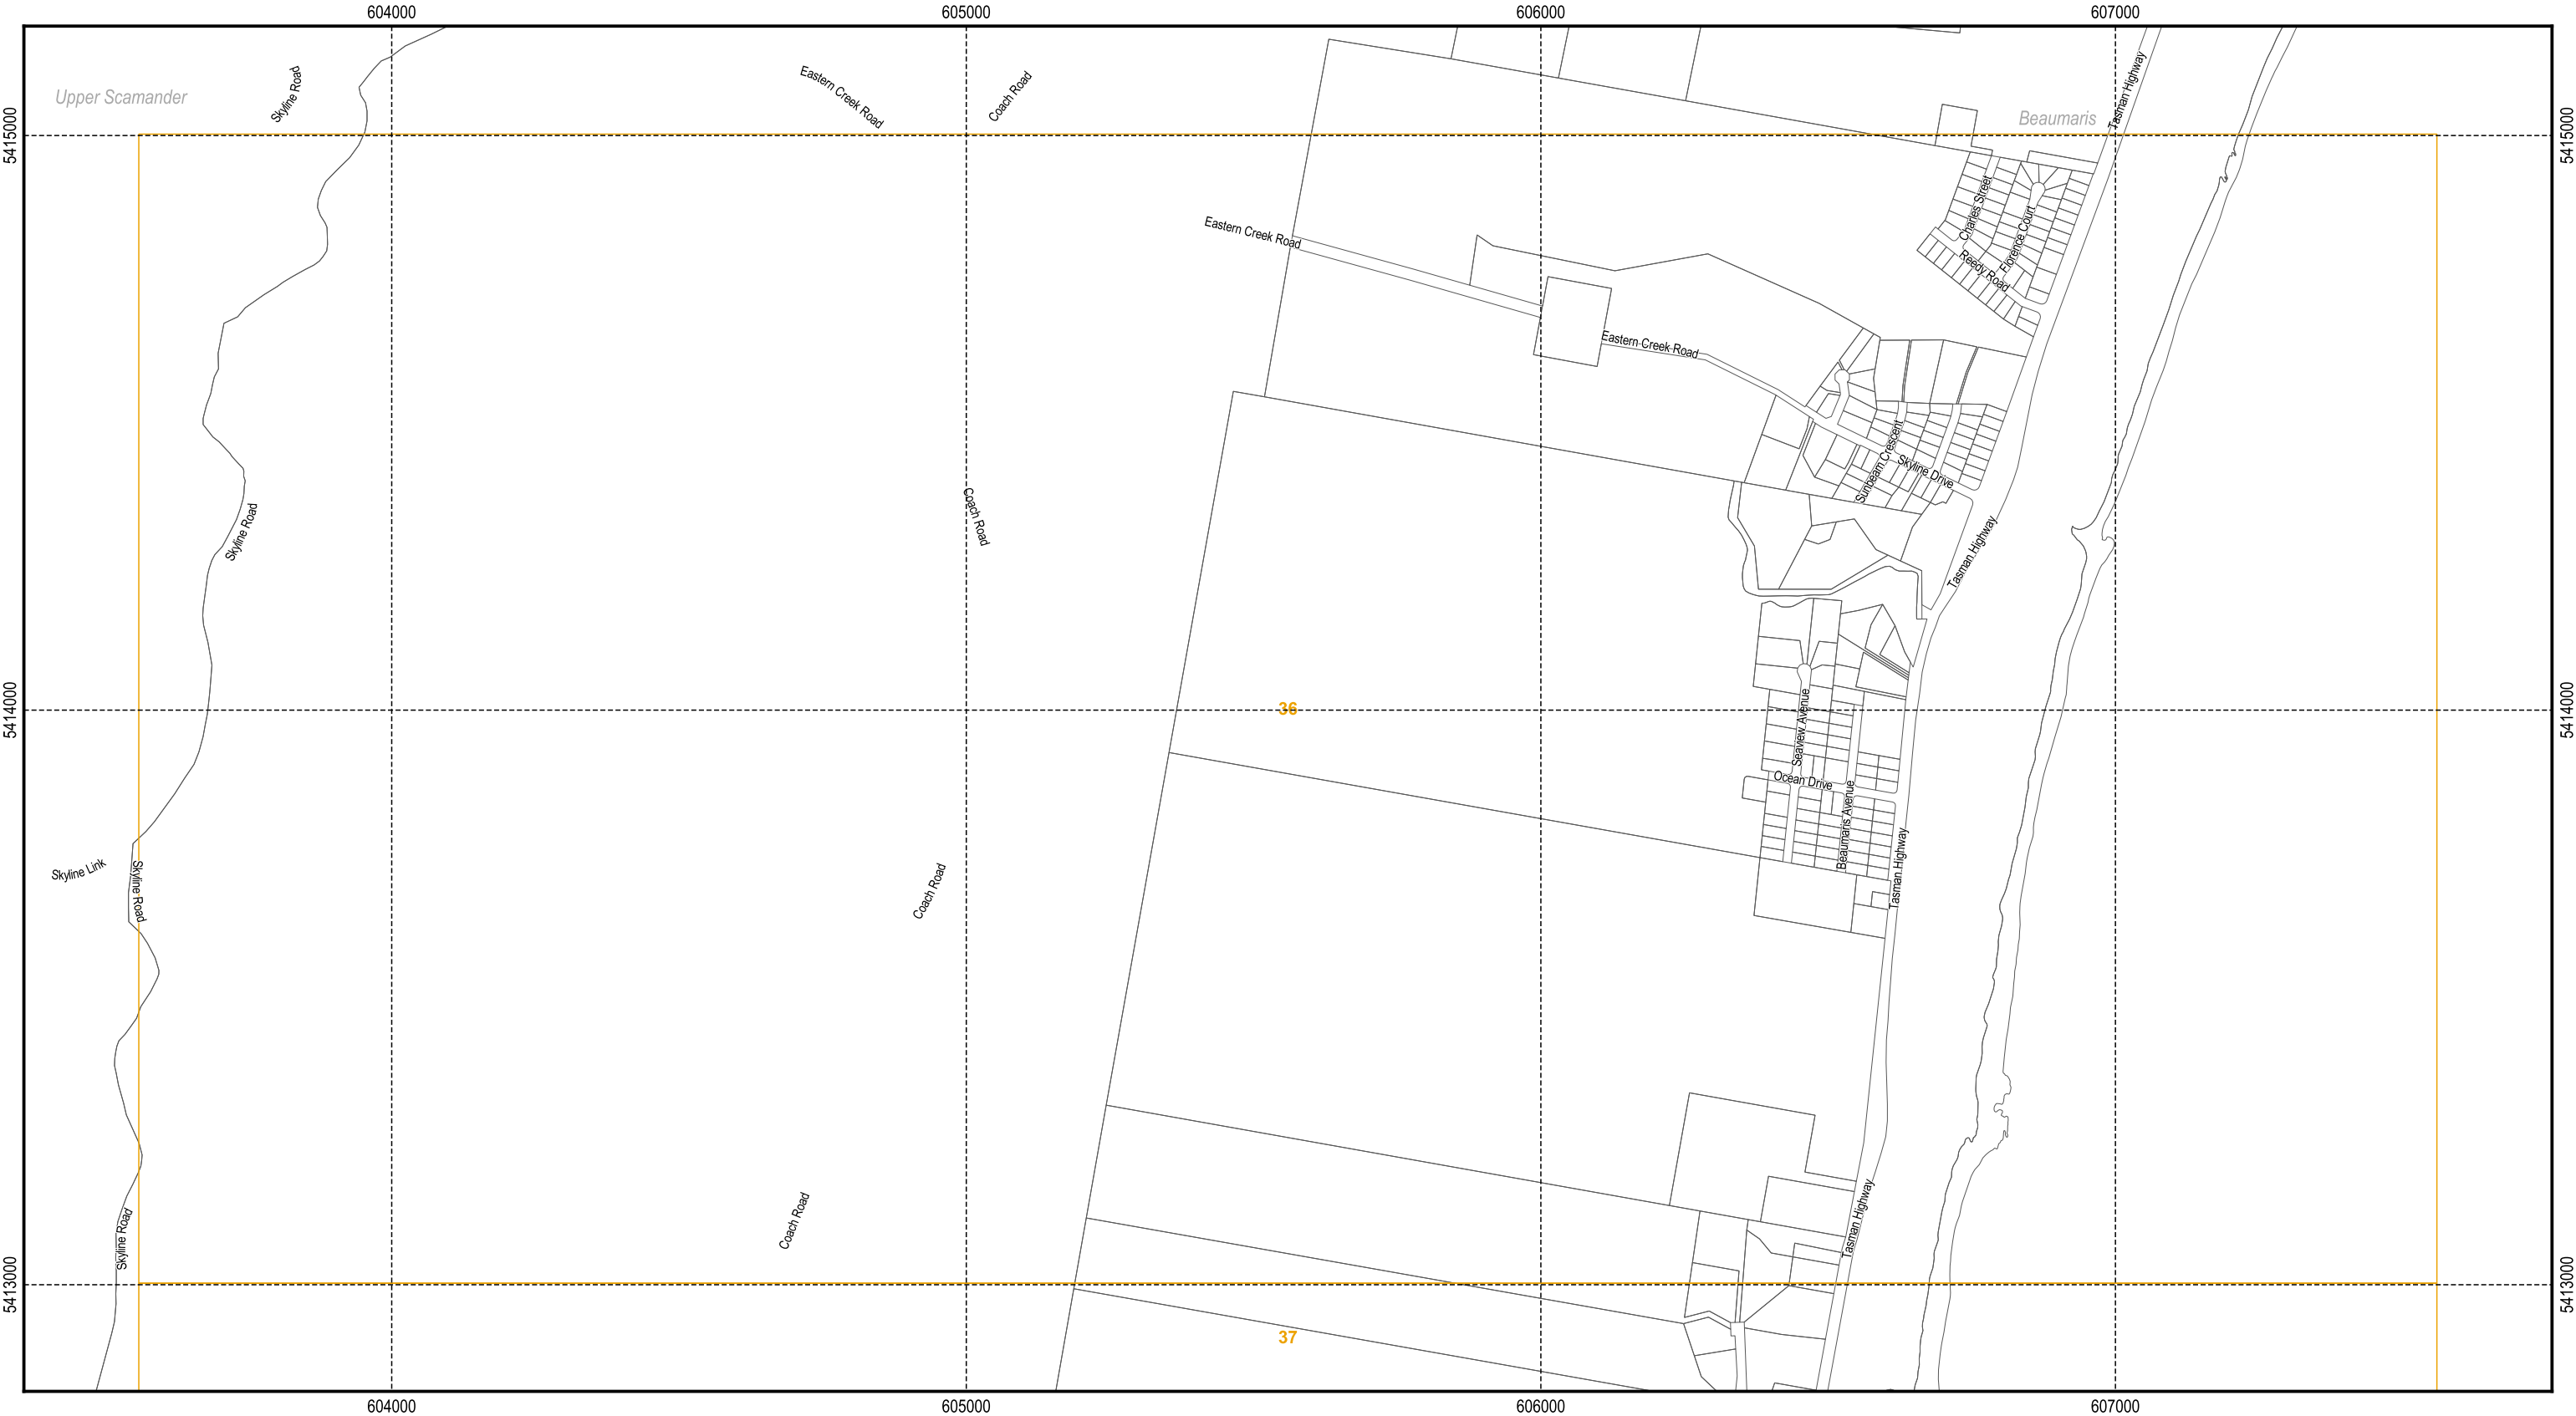 604000
605000
606000
607000
Upper Scamander
Skyline Road
Eastern Creek Road
Coach Road
Tasman Highway
Beaumaris
5415000
5415000
Charles Street
Florence Court
Reedy Road
Eastern Creek Road
Eastern Creek Road
Sunbeam Crescent
Skyline Drive
Skyline Road
Coach Road
Tasman Highway
5414000
36
5414000
Seaview Avenue
Ocean Drive
Beaumaris Avenue
Skyline Link
Skyline Road
Coach Road
Tasman Highway
Skyline Road
Coach Road
Tasman Highway
5413000
5413000
37
604000
605000
606000
607000